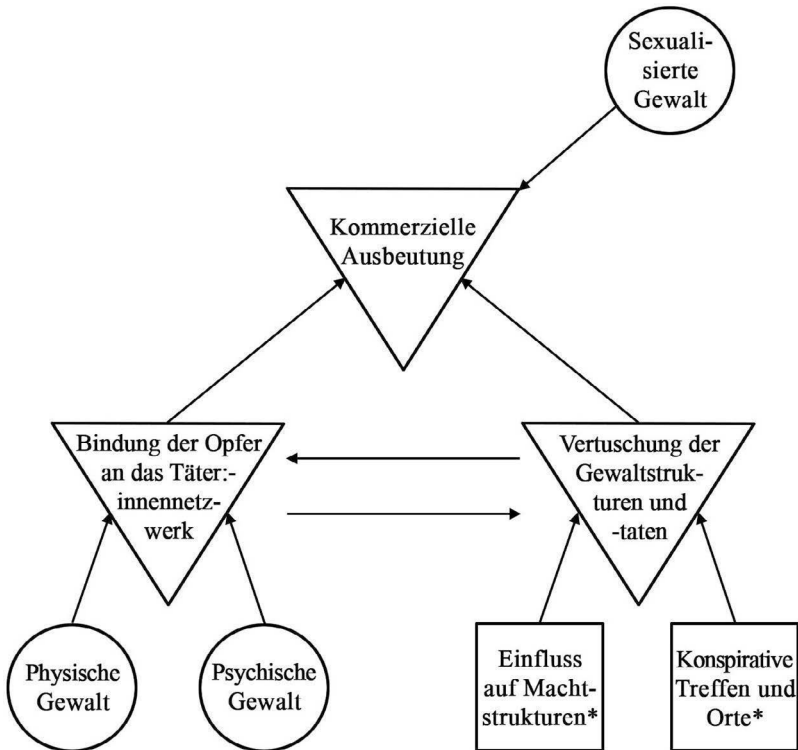 Sexuali-
sierte
Gewalt
Kommerzielle
Ausbeutung
Bindung der Opfer
an das Täter:-
innennetz-
werk
Vertuschung der
Gewaltstruk-
turen und
-taten
Physische
Gewalt
Psychische
Gewalt
Einfluss
auf Macht-
strukturen*
Konspirative
Treffen und
Orte*